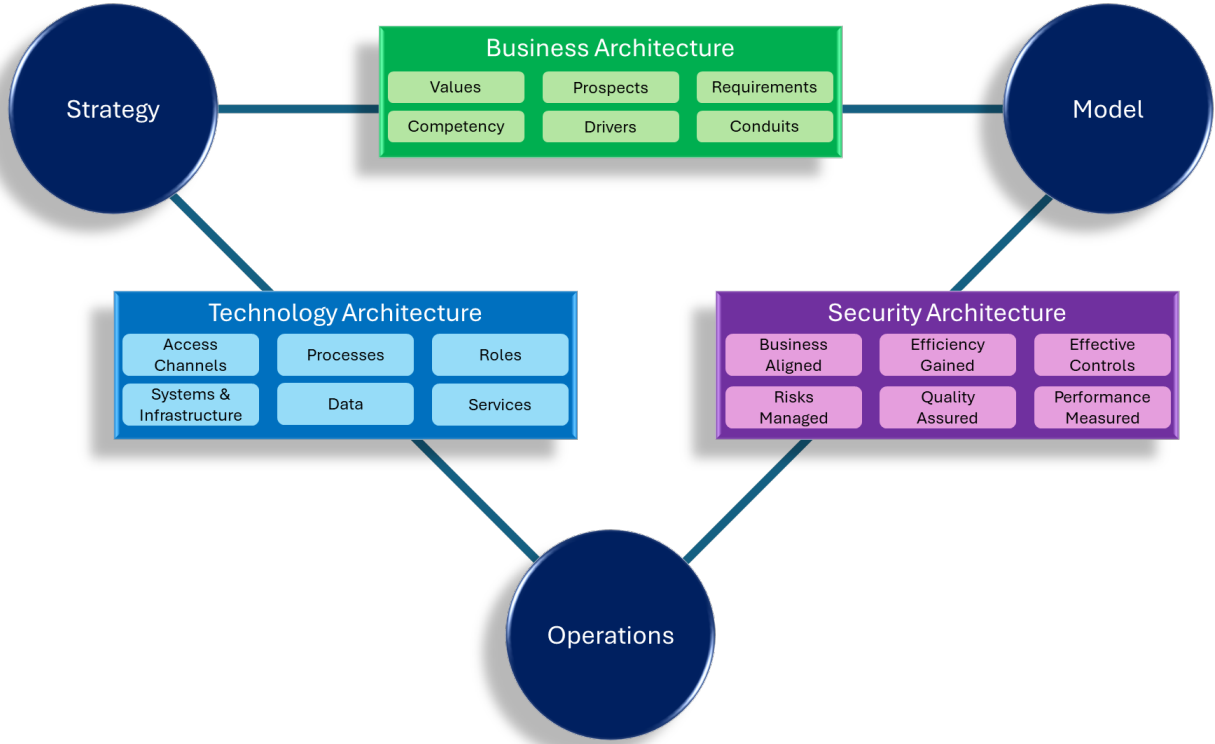 Strategy
Business Architecture
Values
Prospects
Requirements
Competency
Drivers
Conduits
Model
Technology Architecture
Access
Channels
Processes
Roles
Systems &
Infrastructure
Data
Services
Security Architecture
Business
Aligned
Efficiency
Gained
Effective
Controls
Risks
Managed
Quality
Assured
Performance
Measured
Operations